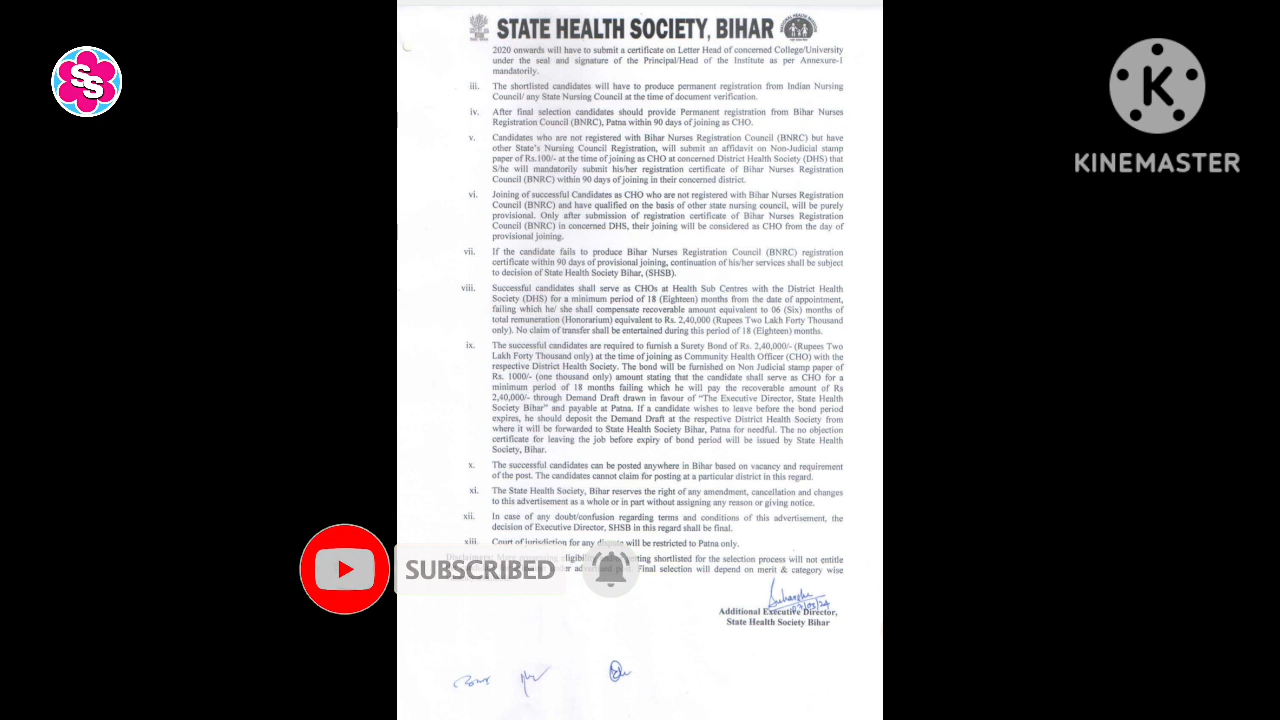 STATE HEALTH SOCIETY, BIHAR
SS
K
KINEMASTER
2020 onwards will have to submit a certificate on Letter Head of concerned College/University
under the seal and signature of the Principal/Head of the Institute as per Annexure-1
mandatorily.
iii. The shortlisted candidates will have to produce permanent registration from Indian Nursing
Council/ any State Nursing Council at the time of document verification.
iv. After final selection candidates should provide Permanent registration from Bihar Nurses
Registration Council (BNRC), Patna within 90 days of joining as CHO.
v. Candidates who are not registered with Bihar Nurses Registration Council (BNRC) but have
other State's Nursing Council Registration, will submit an affidavit on Non-Judicial stamp
paper of Rs.100/- at the time of joining as CHO at concerned District Health Society (DHS) that
S/he will mandatorily submit his/her registration certificate of Bihar Nurses Registration
Council (BNRC) within 90 days of joining in their concerned district.
vi. Joining of successful Candidates as CHO who are not registered with Bihar Nurses Registration
Council (BNRC) and have qualified on the basis of other state nursing council, will be purely
provisional. Only after submission of registration certificate of Bihar Nurses Registration
Council (BNRC) in concerned DHS, their joining will be considered as CHO from the day of
provisional joining.
vii. If the candidate fails to produce Bihar Nurses Registration Council (BNRC) registration
certificate within 90 days of provisional joining, continuation of his/her services shall be subject
to decision of State Health Society Bihar, (SHSB).
viii. Successful candidates shall serve as CHOs at Health Sub Centres with the District Health
Society (DHS) for a minimum period of 18 (Eighteen) months from the date of appointment,
failing which he/ she shall compensate recoverable amount equivalent to 06 (Six) months of
total remuneration (Honorarium) equivalent to Rs. 2,40,000 (Rupees Two Lakh Forty Thousand
only). No claim of transfer shall be entertained during this period of 18 (Eighteen) months.
ix. The successful candidates are required to furnish a Surety Bond of Rs. 2,40,000/- (Rupees Two
Lakh Forty Thousand only) at the time of joining as Community Health Officer (CHO) with the
respective District Health Society. The bond will be furnished on Non Judicial stamp paper of
Rs. 1000/- (one thousand only) amount stating that the candidate shall serve as CHO for a
minimum period of 18 months failing which he will pay the recoverable amount of Rs
2,40,000/- through Demand Draft drawn in favour of "The Executive Director, State Health
Society Bihar" and payable at Patna. If a candidate wishes to leave before the bond period
expires, he should deposit the Demand Draft at the respective District Health Society from
where it will be forwarded to State Health Society Bihar, Patna for needful. The no objection
certificate for leaving the job before expiry of bond period will be issued by State Health
Society, Bihar.
x. The successful candidates can be posted anywhere in Bihar based on vacancy and requirement
of the post. The candidates cannot claim for posting at a particular district in this regard.
xi. The State Health Society, Bihar reserves the right of any amendment, cancellation and changes
to this advertisement as a whole or in part without assigning any reason or giving notice.
xii. In case of any doubt/confusion regarding terms and conditions of this advertisement, the
decision of Executive Director, SHSB in this regard shall be final.
xiii. Court of jurisdiction for any dispute will be restricted to Patna only.
shortlisted for the selection process will not entitle
Final selection will depend on merit & category wise
SUBSCRIBED
07/03/24
Additional Executive Director,
State Health Society Bihar